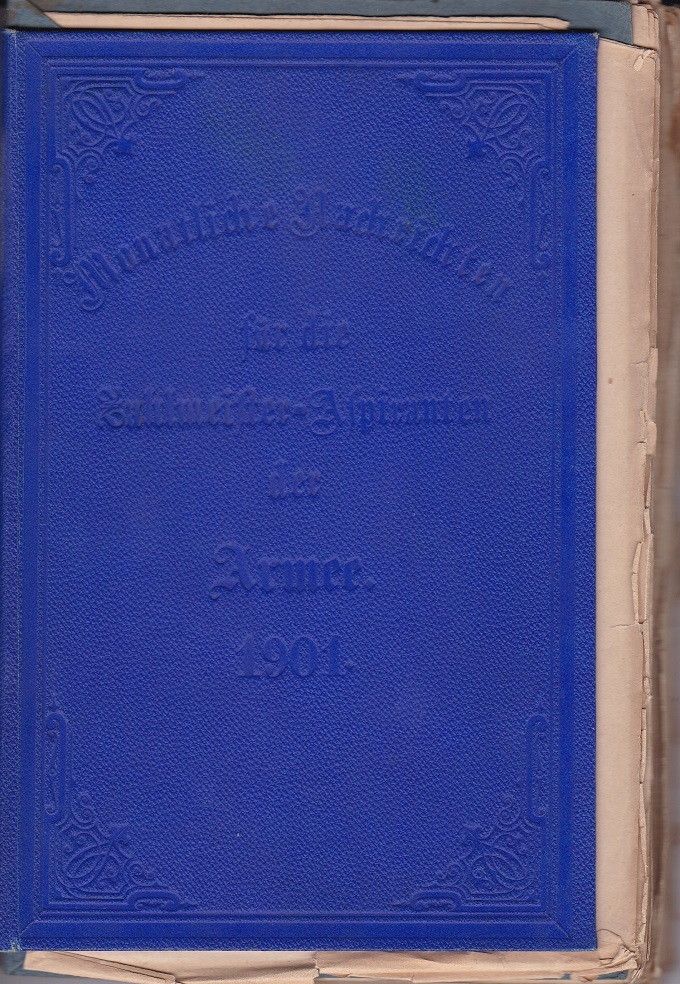 Monatliche Nachrichten
für die
Zahlmeister-Aspiranten
der
Armee.
1901.